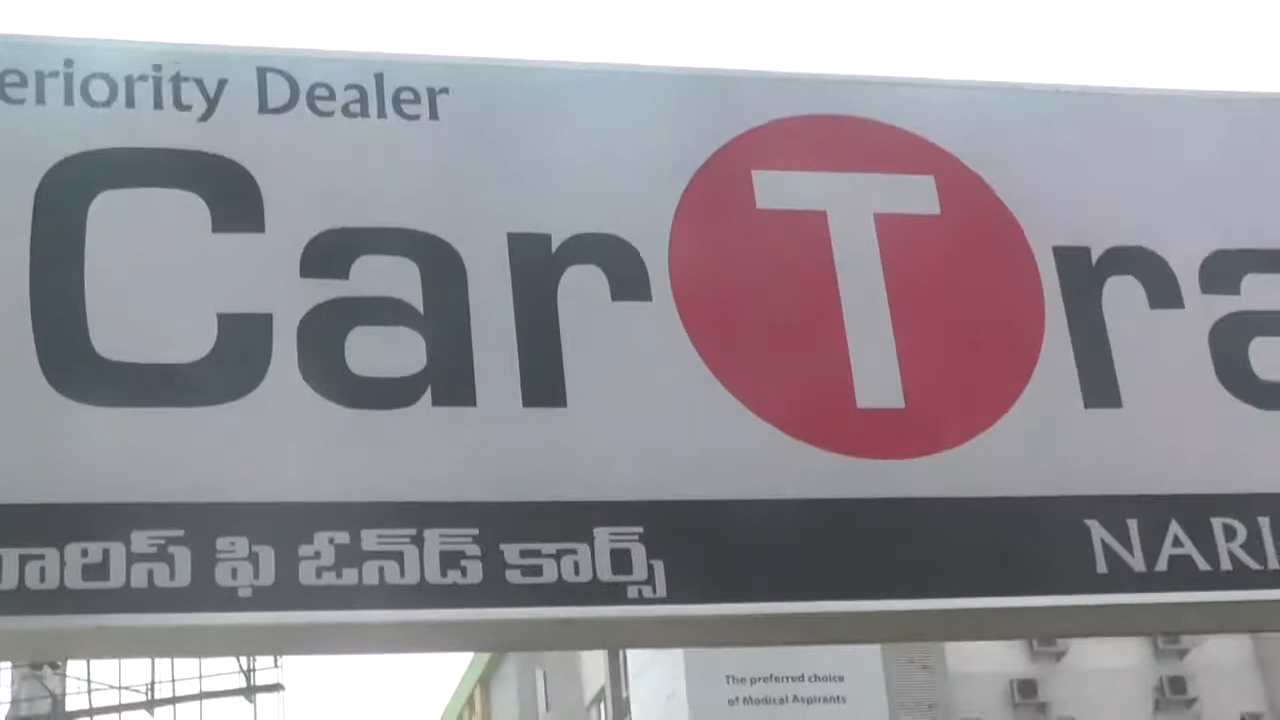 eriority Dealer
CarTra
ారిస్ ఫ్రి ఓన్డ్ కార్స్
NARI
The preferred choice
of Medical Aspirants